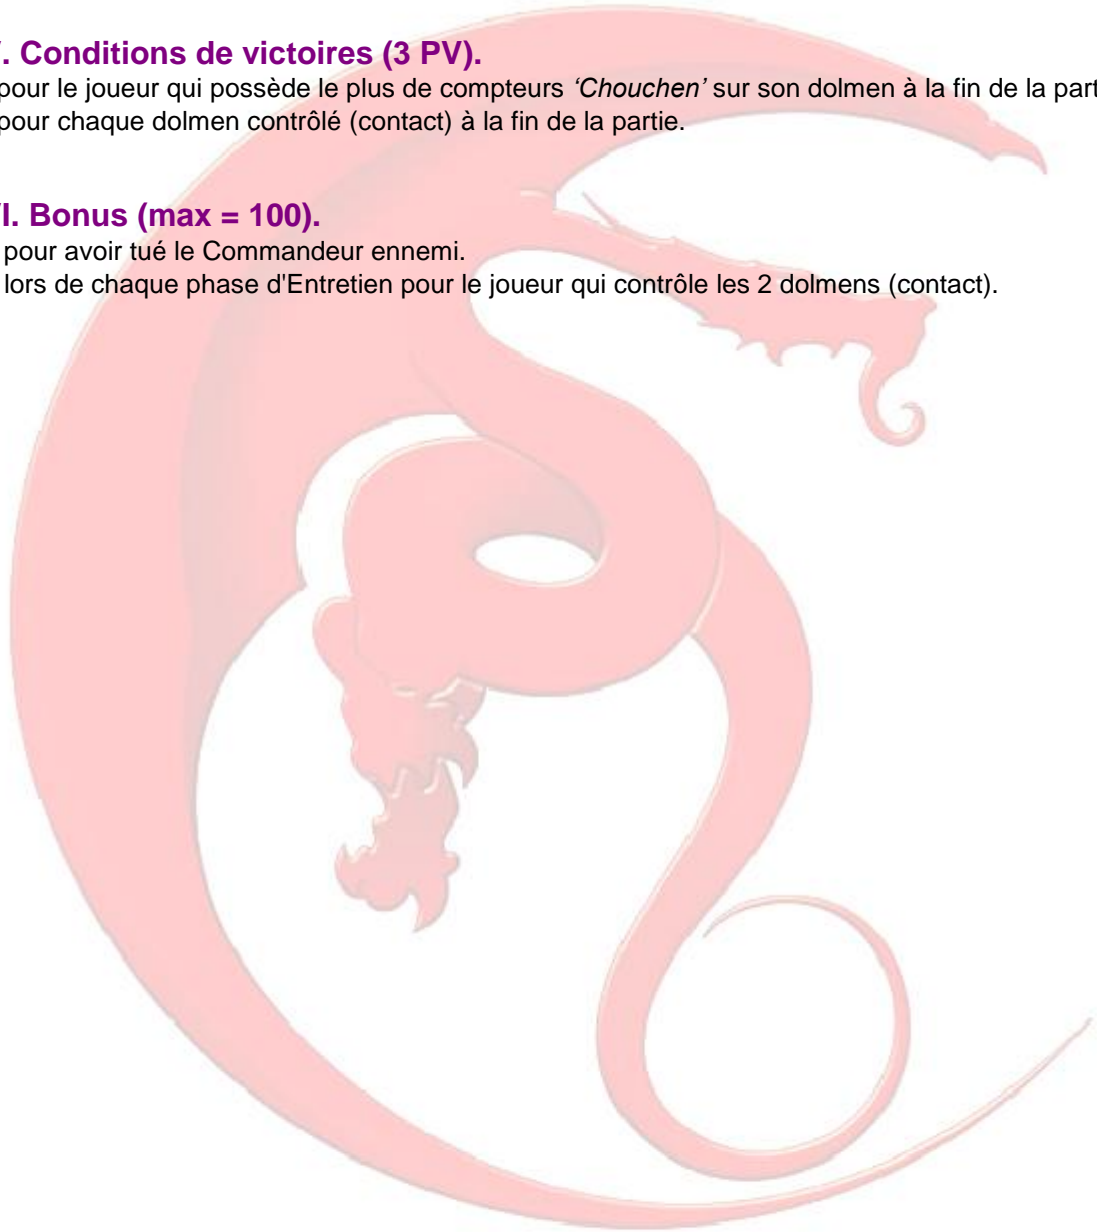 . Conditions de victoires (3 PV).
pour le joueur qui possède le plus de compteurs ‘Chouchen’ sur son dolmen à la fin de la part
pour chaque dolmen contrôlé (contact) à la fin de la partie.
I. Bonus (max = 100).
pour avoir tué le Commandeur ennemi.
lors de chaque phase d'Entretien pour le joueur qui contrôle les 2 dolmens (contact).